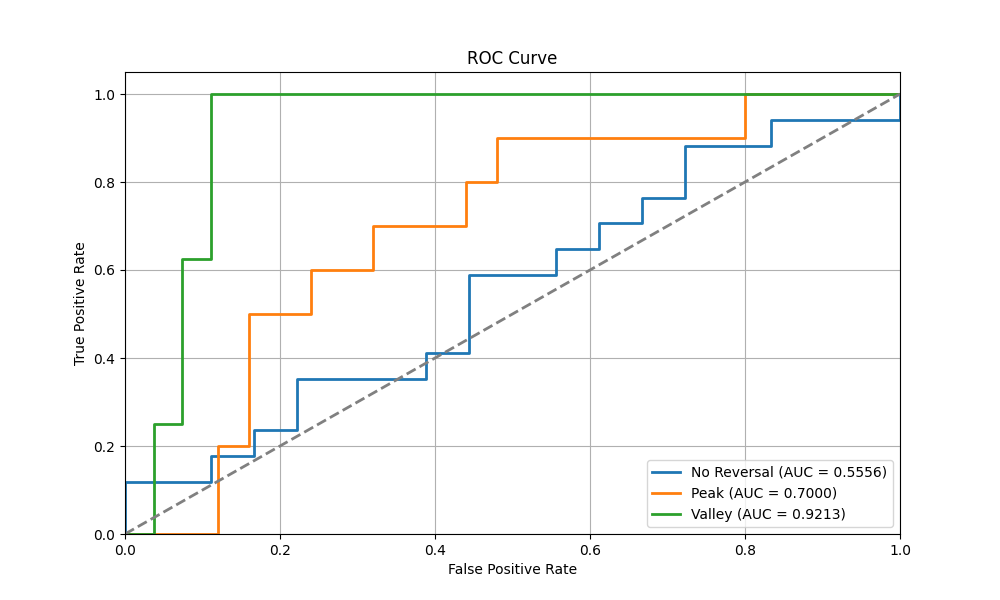 ROC Curve
True Positive Rate
1.0
0.8
0.6
0.4
0.2
0.0
0.0 0.2 0.4 0.6 0.8 1.0
False Positive Rate
No Reversal (AUC = 0.5556)
Peak (AUC = 0.7000)
Valley (AUC = 0.9213)